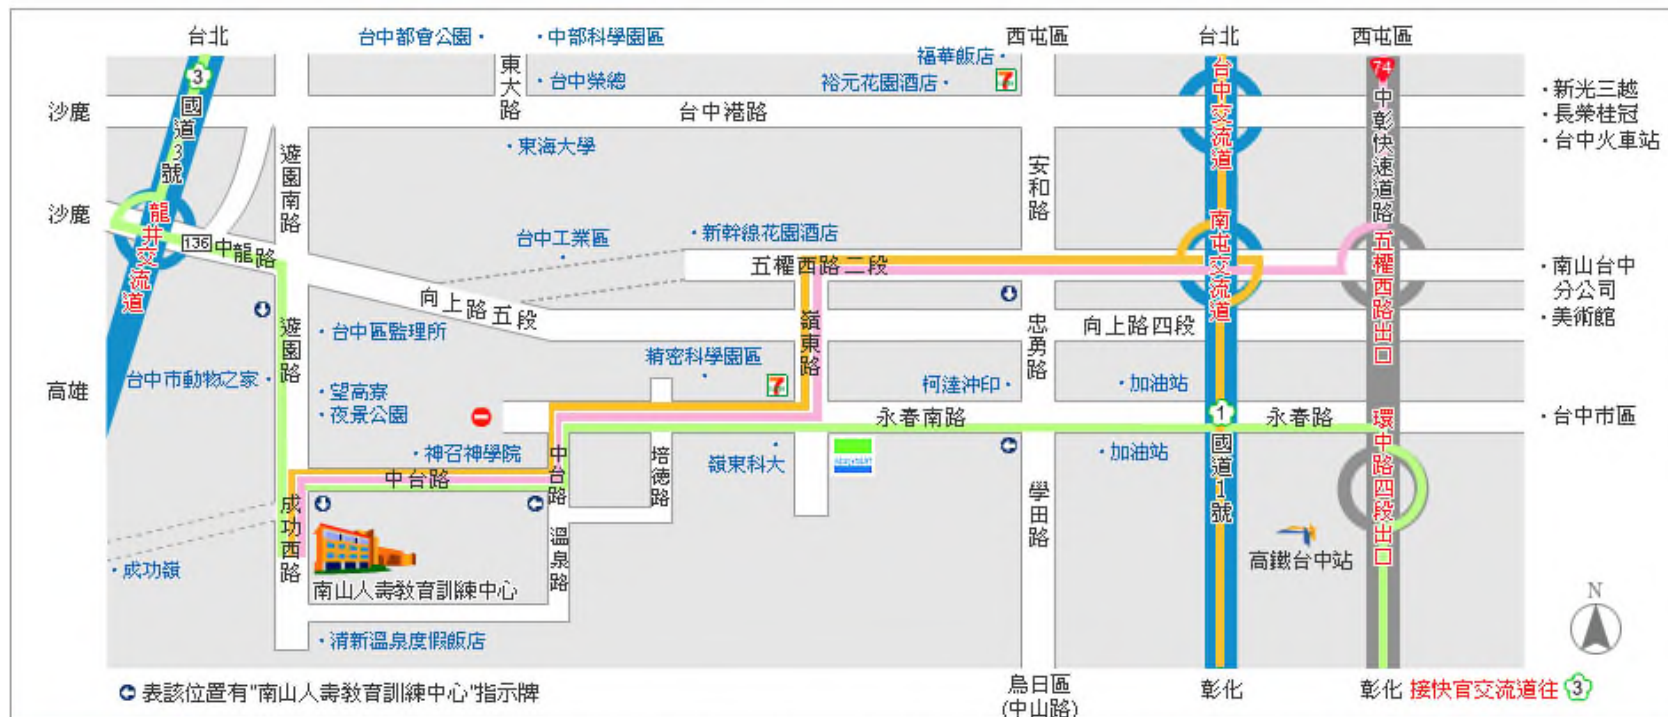 台北
台中都會公園
中部科學園區
西屯區
台北
西屯區
東大路
福華飯店
3
台中榮總
裕元花園酒店
7
74
沙鹿
國道3號
台中港路
台中交流道
中彰快速道路
新光三越
長榮桂冠
台中火車站
遊園南路
東海大學
安和路
沙鹿
龍井交流道
136
中龍路
台中工業區
新幹線花園酒店
南屯交流道
五權西路二段
五權西路出口
南山台中
分公司
美術館
向上路五段
遊園路
台中區監理所
嶺東路
忠勇路
向上路四段
高雄
台中市動物之家
望高寮
夜景公園
精密科學園區
7
柯達沖印
加油站
永春南路
1
永春路
台中市區
神召神學院
中台路
中台路
培德路
嶺東科大
加油站
國道1號
環中路四段出口
成功西路
學田路
溫泉路
高鐵台中站
成功嶺
南山人壽教育訓練中心
N
清新溫泉度假飯店
表該位置有"南山人壽教育訓練中心"指示牌
烏日區
(中山路)
彰化
彰化
接快官交流道往
3